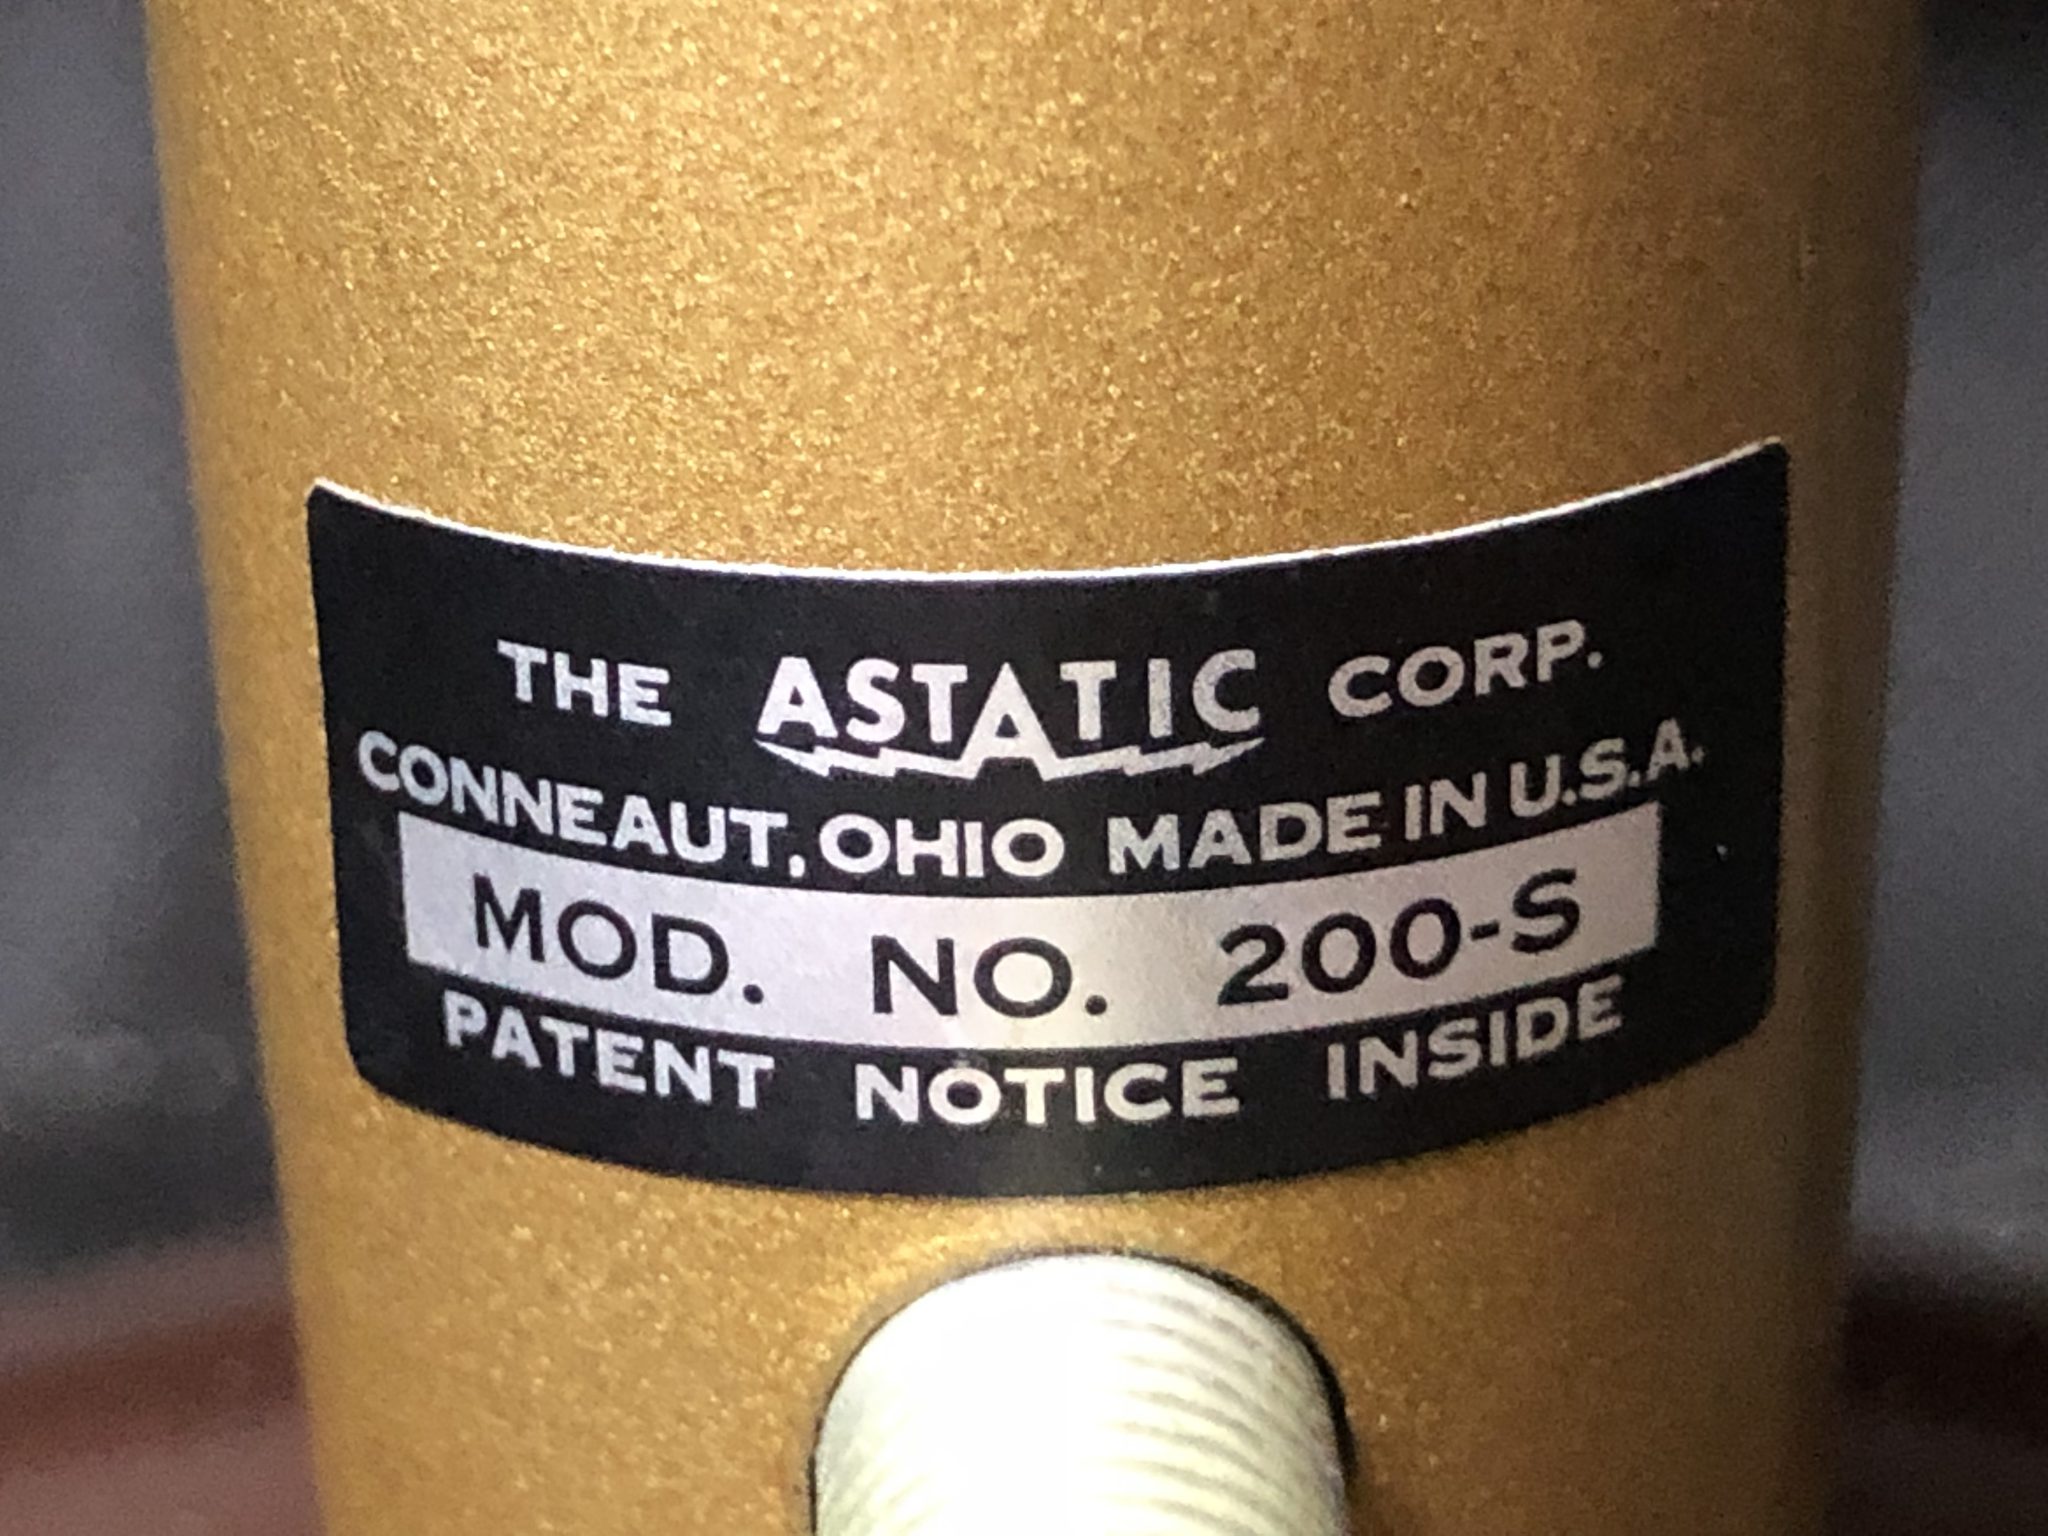 THE ASTATIC CORP.
CONNEAUT, OHIO MADE IN U.S.A.
MOD. NO. 200-S
PATENT NOTICE INSIDE